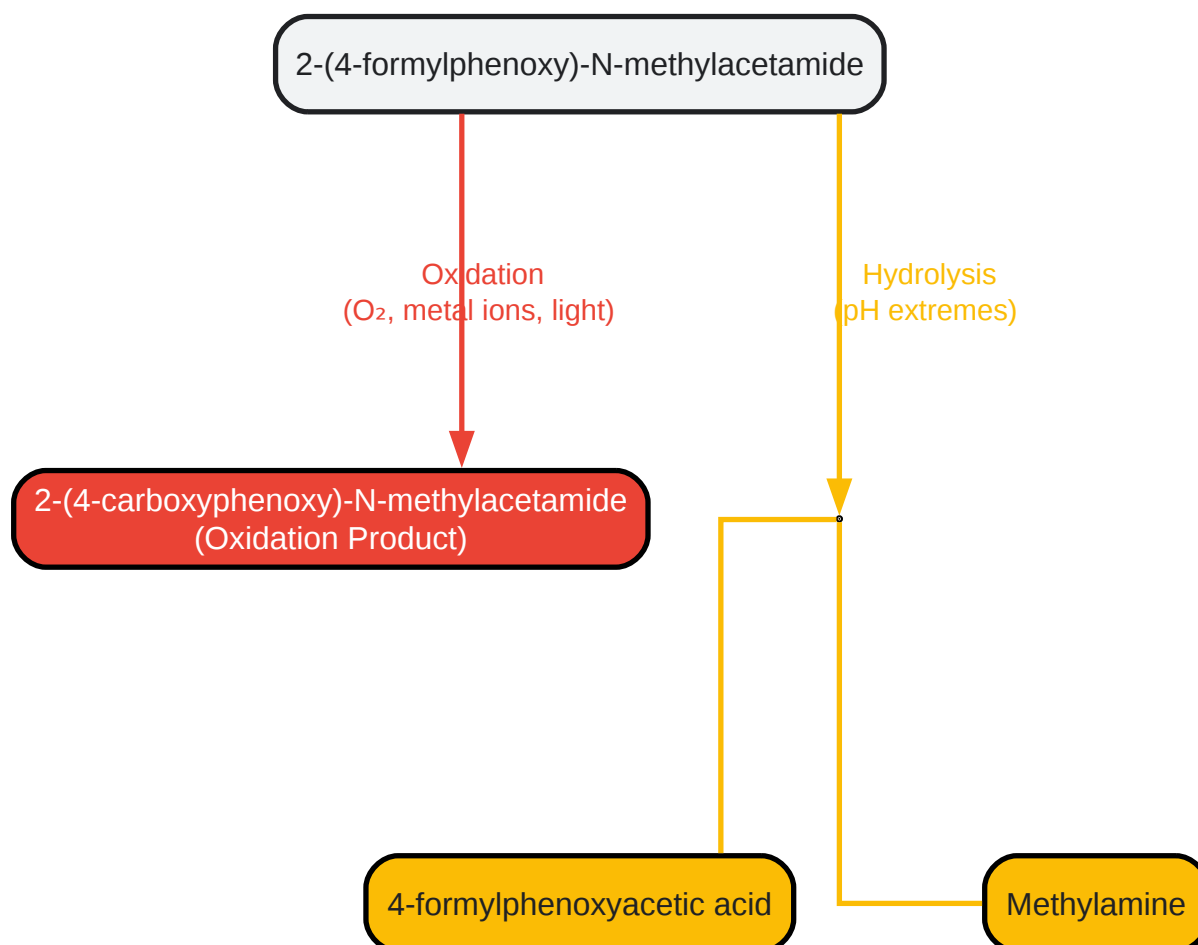 2-(4-formylphenoxy)-N-methylacetamide
Oxidation
(O₂, metal ions, light)
Hydrolysis
(pH extremes)
2-(4-carboxyphenoxy)-N-methylacetamide
(Oxidation Product)
4-formylphenoxyacetic acid
Methylamine